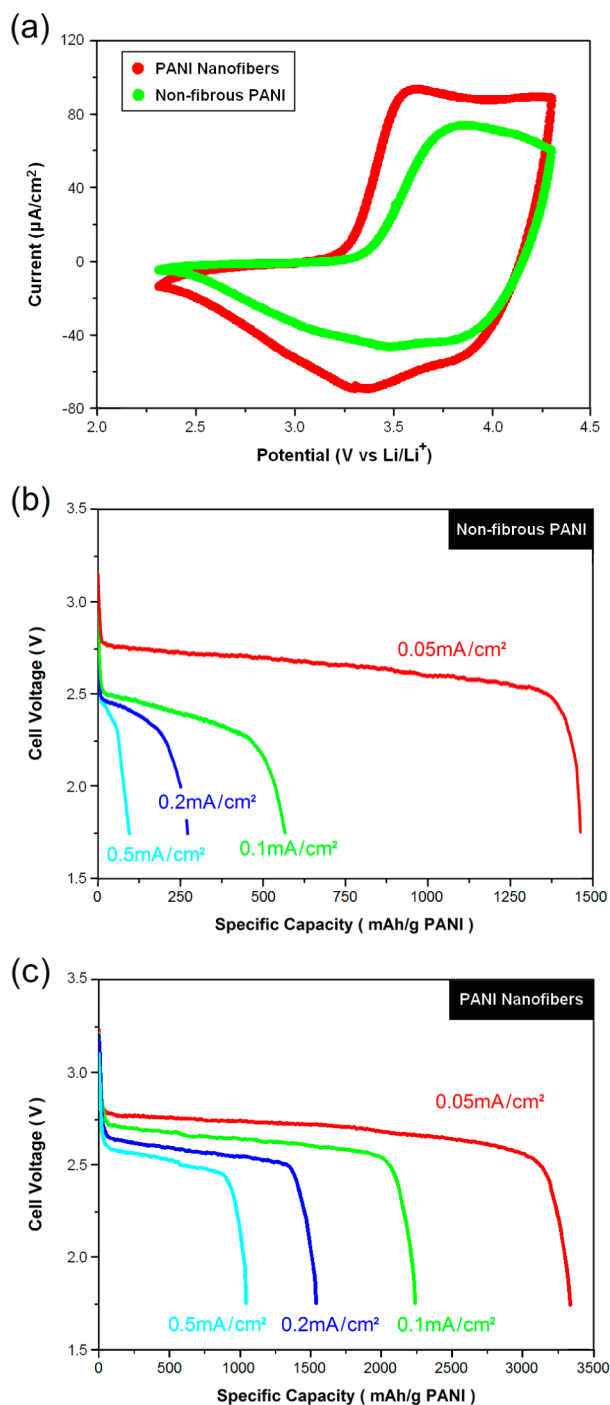 (a)
120
80
40
0
-40
-80
Current (µA/cm²)
PANI Nanofibers
Non-fibrous PANI
2.0 2.5 3.0 3.5 4.0 4.5
Potential (V vs Li/Li⁺)
(b)
3.5
3.0
2.5
2.0
1.5
Cell Voltage (V)
Non-fibrous PANI
0.05mA/cm²
0.2mA/cm²
0.5mA/cm²
0.1mA/cm²
0 250 500 750 1000 1250 1500
Specific Capacity ( mAh/g PANI )
(c)
3.5
3.0
2.5
2.0
1.5
Cell Voltage (V)
PANI Nanofibers
0.05mA/cm²
0.5mA/cm² 0.2mA/cm² 0.1mA/cm²
0 500 1000 1500 2000 2500 3000 3500
Specific Capacity ( mAh/g PANI )